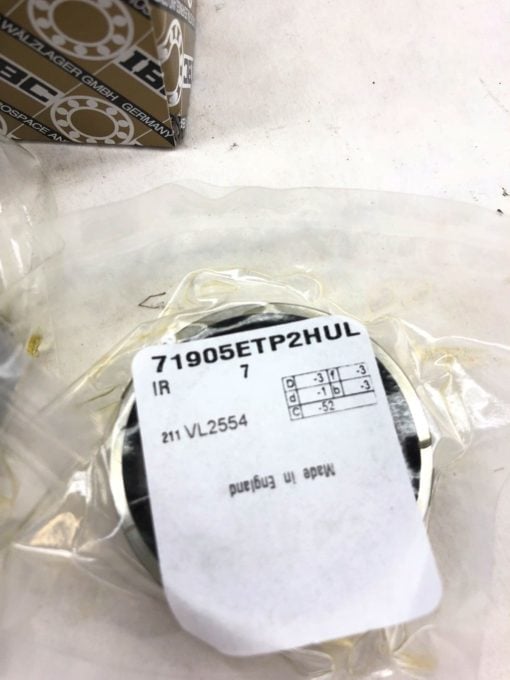 IBC
WÄLZLAGER GMBH GERMANY
71905ETP2HUL
IR 7
D -3 f -3
d -1 b -3
C -52
211 VL2554
Made in England